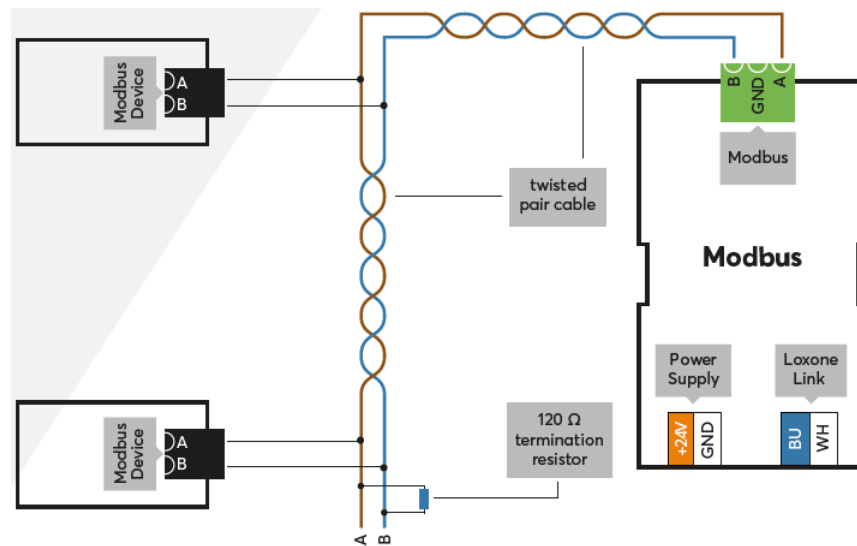 Modbus
Device
A
B
B
GND
A
Modbus
twisted
pair cable
Modbus
Power
Supply
Loxone
Link
+24V
GND
BU
WH
120 Ω
termination
resistor
Modbus
Device
A
B
A
B